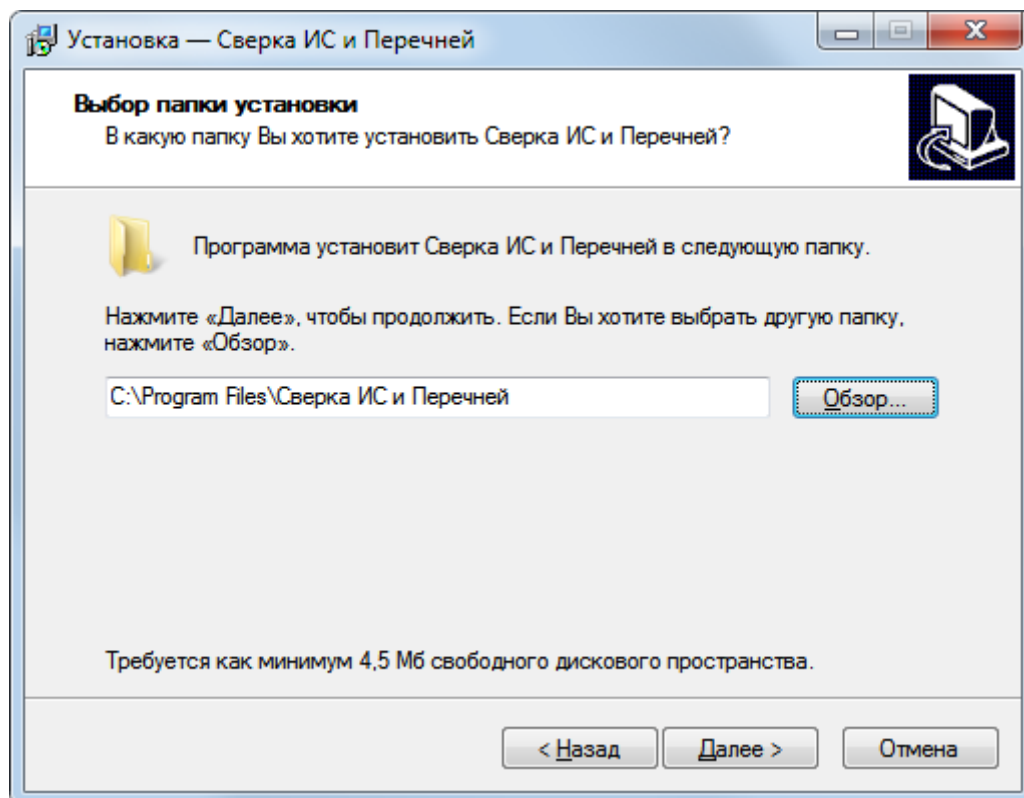 Установка — Сверка ИС и Перечней
Выбор папки установки
В какую папку Вы хотите установить Сверка ИС и Перечней?
Программа установит Сверка ИС и Перечней в следующую папку.
Нажмите «Далее», чтобы продолжить. Если Вы хотите выбрать другую папку,
нажмите «Обзор».
C:\Program Files\Сверка ИС и Перечней
Обзор...
Требуется как минимум 4,5 Мб свободного дискового пространства.
< Назад
Далее >
Отмена